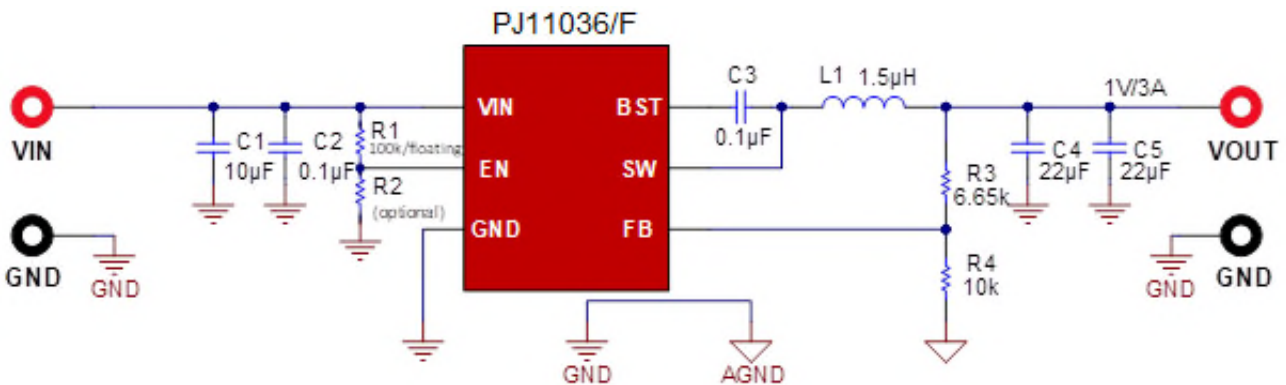 PJ11036/F
VIN
GND
GND
C1
10µF
C2
0.1µF
R1
100k/floating
R2
(optional)
VIN
EN
GND
BST
SW
FB
C3
0.1µF
L1 1.5µH
R3
6.65k
R4
10k
1V/3A
C4
22µF
C5
22µF
VOUT
GND
GND
GND
AGND